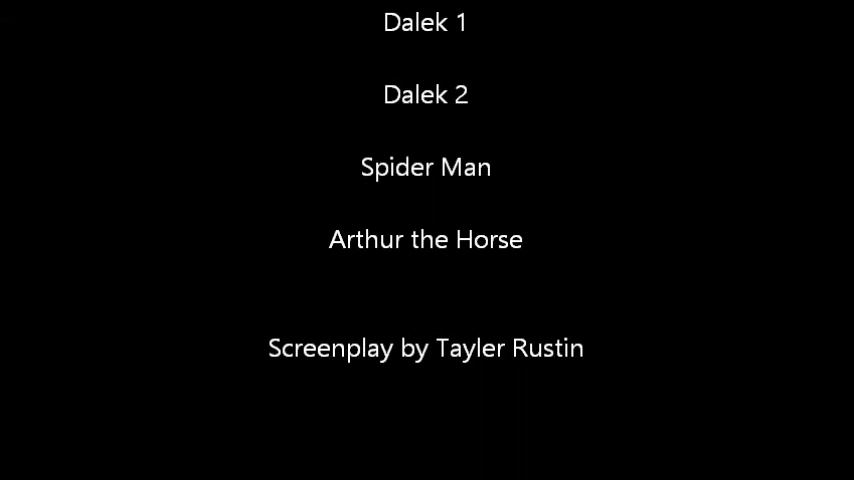 Dalek 1
Dalek 2
Spider Man
Arthur the Horse
Screenplay by Tayler Rustin